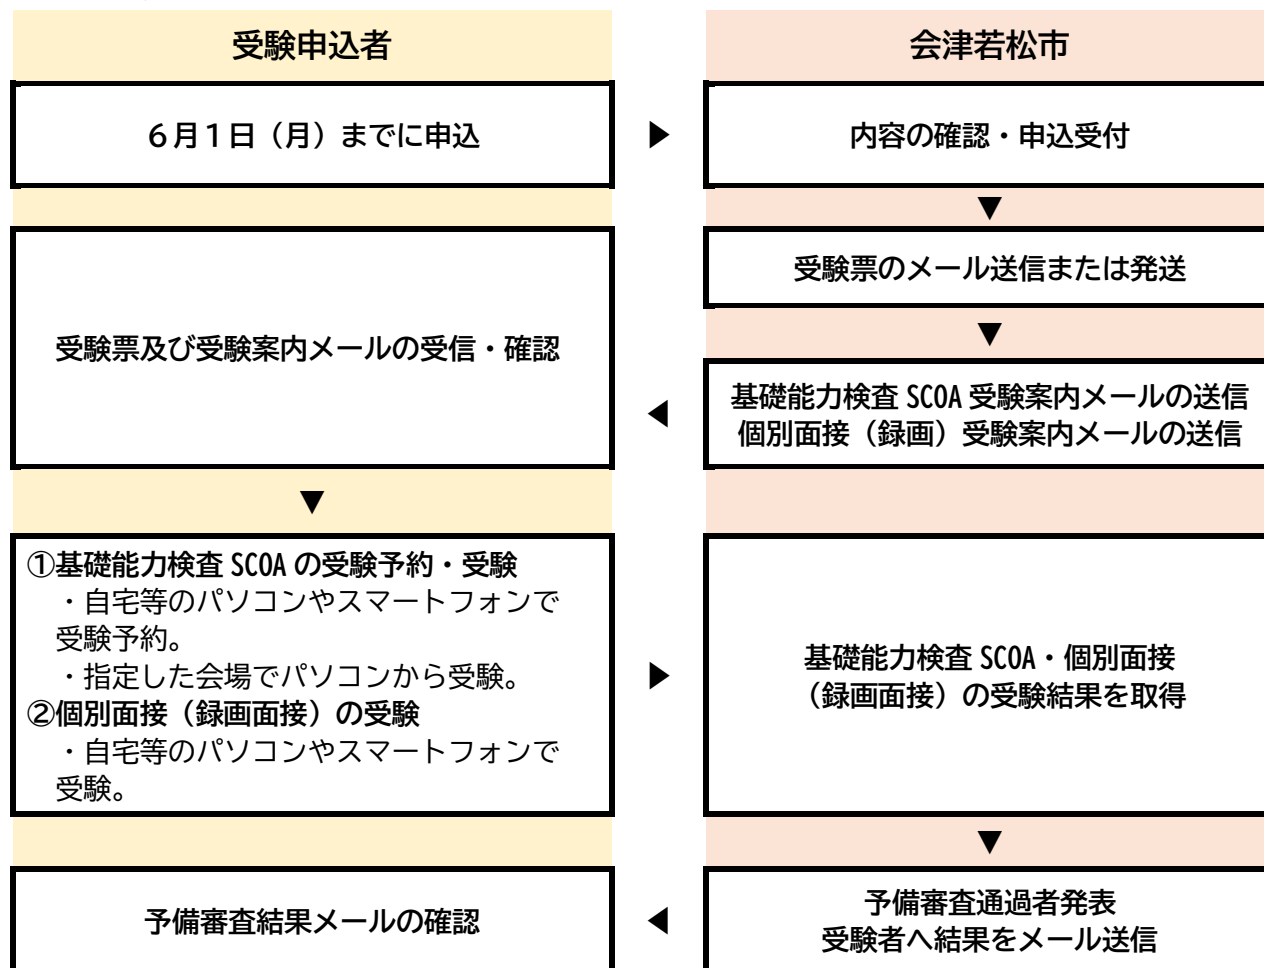 受験申込者
会津若松市
６月１日（月）までに申込
▶
内容の確認・申込受付
▼
受験票のメール送信または発送
▼
受験票及び受験案内メールの受信・確認
◀
基礎能力検査 SCOA 受験案内メールの送信
個別面接（録画）受験案内メールの送信
▼
①基礎能力検査 SCOA の受験予約・受験
・自宅等のパソコンやスマートフォンで
受験予約。
・指定した会場でパソコンから受験。
②個別面接（録画面接）の受験
・自宅等のパソコンやスマートフォンで
受験。
▶
基礎能力検査 SCOA・個別面接
（録画面接）の受験結果を取得
▼
予備審査結果メールの確認
◀
予備審査通過者発表
受験者へ結果をメール送信